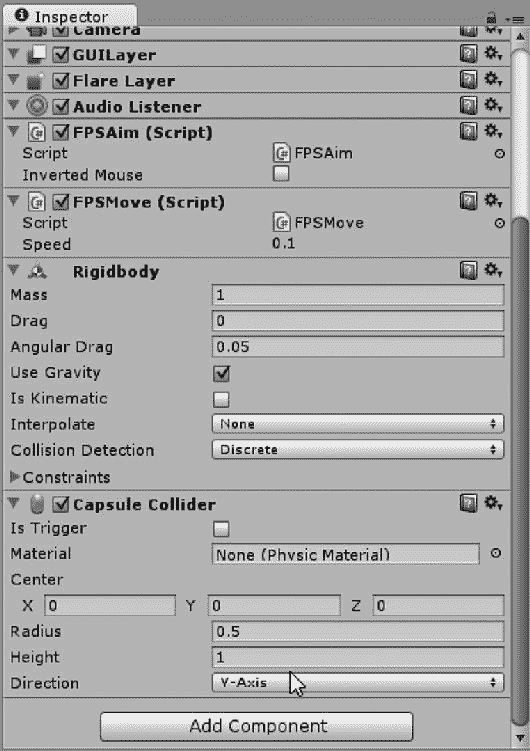 Inspector
Camera
GUILayer
Flare Layer
Audio Listener
FPSAim (Script)
Script FPSAim
Inverted Mouse
FPSMove (Script)
Script FPSMove
Speed 0.1
Rigidbody
Mass 1
Drag 0
Angular Drag 0.05
Use Gravity
Is Kinematic
Interpolate None
Collision Detection Discrete
Constraints
Capsule Collider
Is Trigger
Material None (Physic Material)
Center
X 0 Y 0 Z 0
Radius 0.5
Height 1
Direction Y-Axis
Add Component